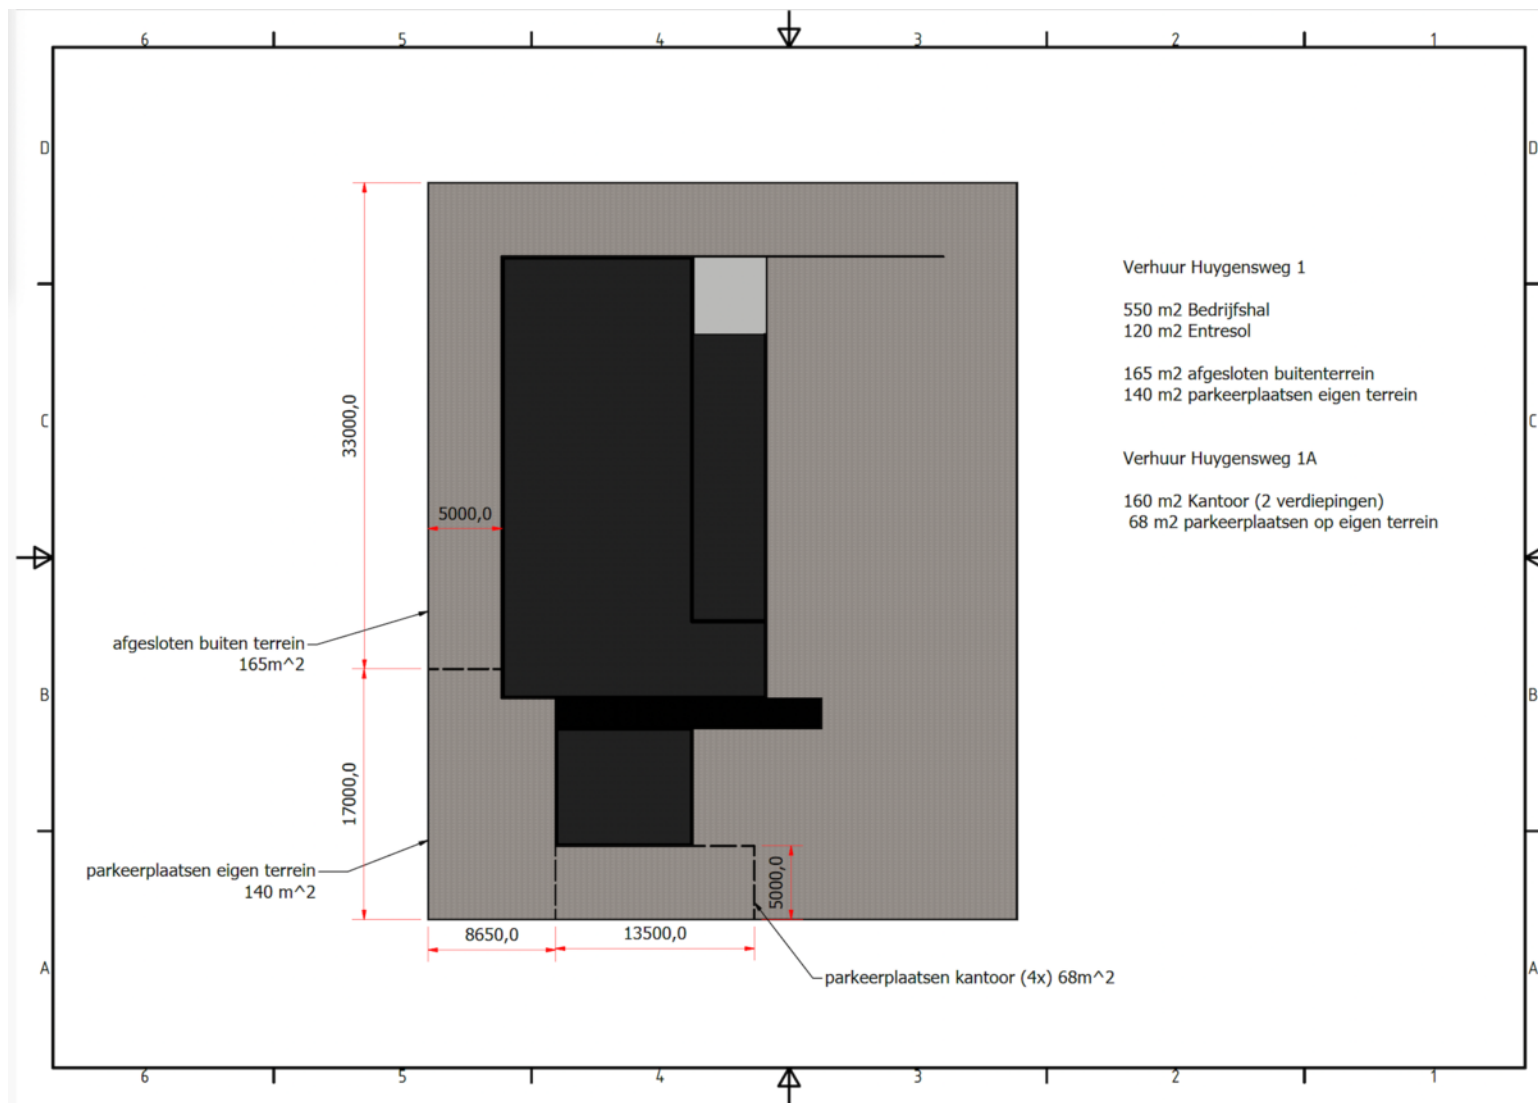 6 5 4 3 2 1
D D
Verhuur Huygensweg 1
550 m2 Bedrijfshal
120 m2 Entresol
165 m2 afgesloten buitenterrein
140 m2 parkeerplaatsen eigen terrein
C C
33000,0
Verhuur Huygensweg 1A
160 m2 Kantoor (2 verdiepingen)
68 m2 parkeerplaatsen op eigen terrein
5000,0
afgesloten buiten terrein
165m^2
B B
17000,0
parkeerplaatsen eigen terrein
140 m^2
5000,0
8650,0 13500,0
parkeerplaatsen kantoor (4x) 68m^2
A A
6 5 4 3 2 1